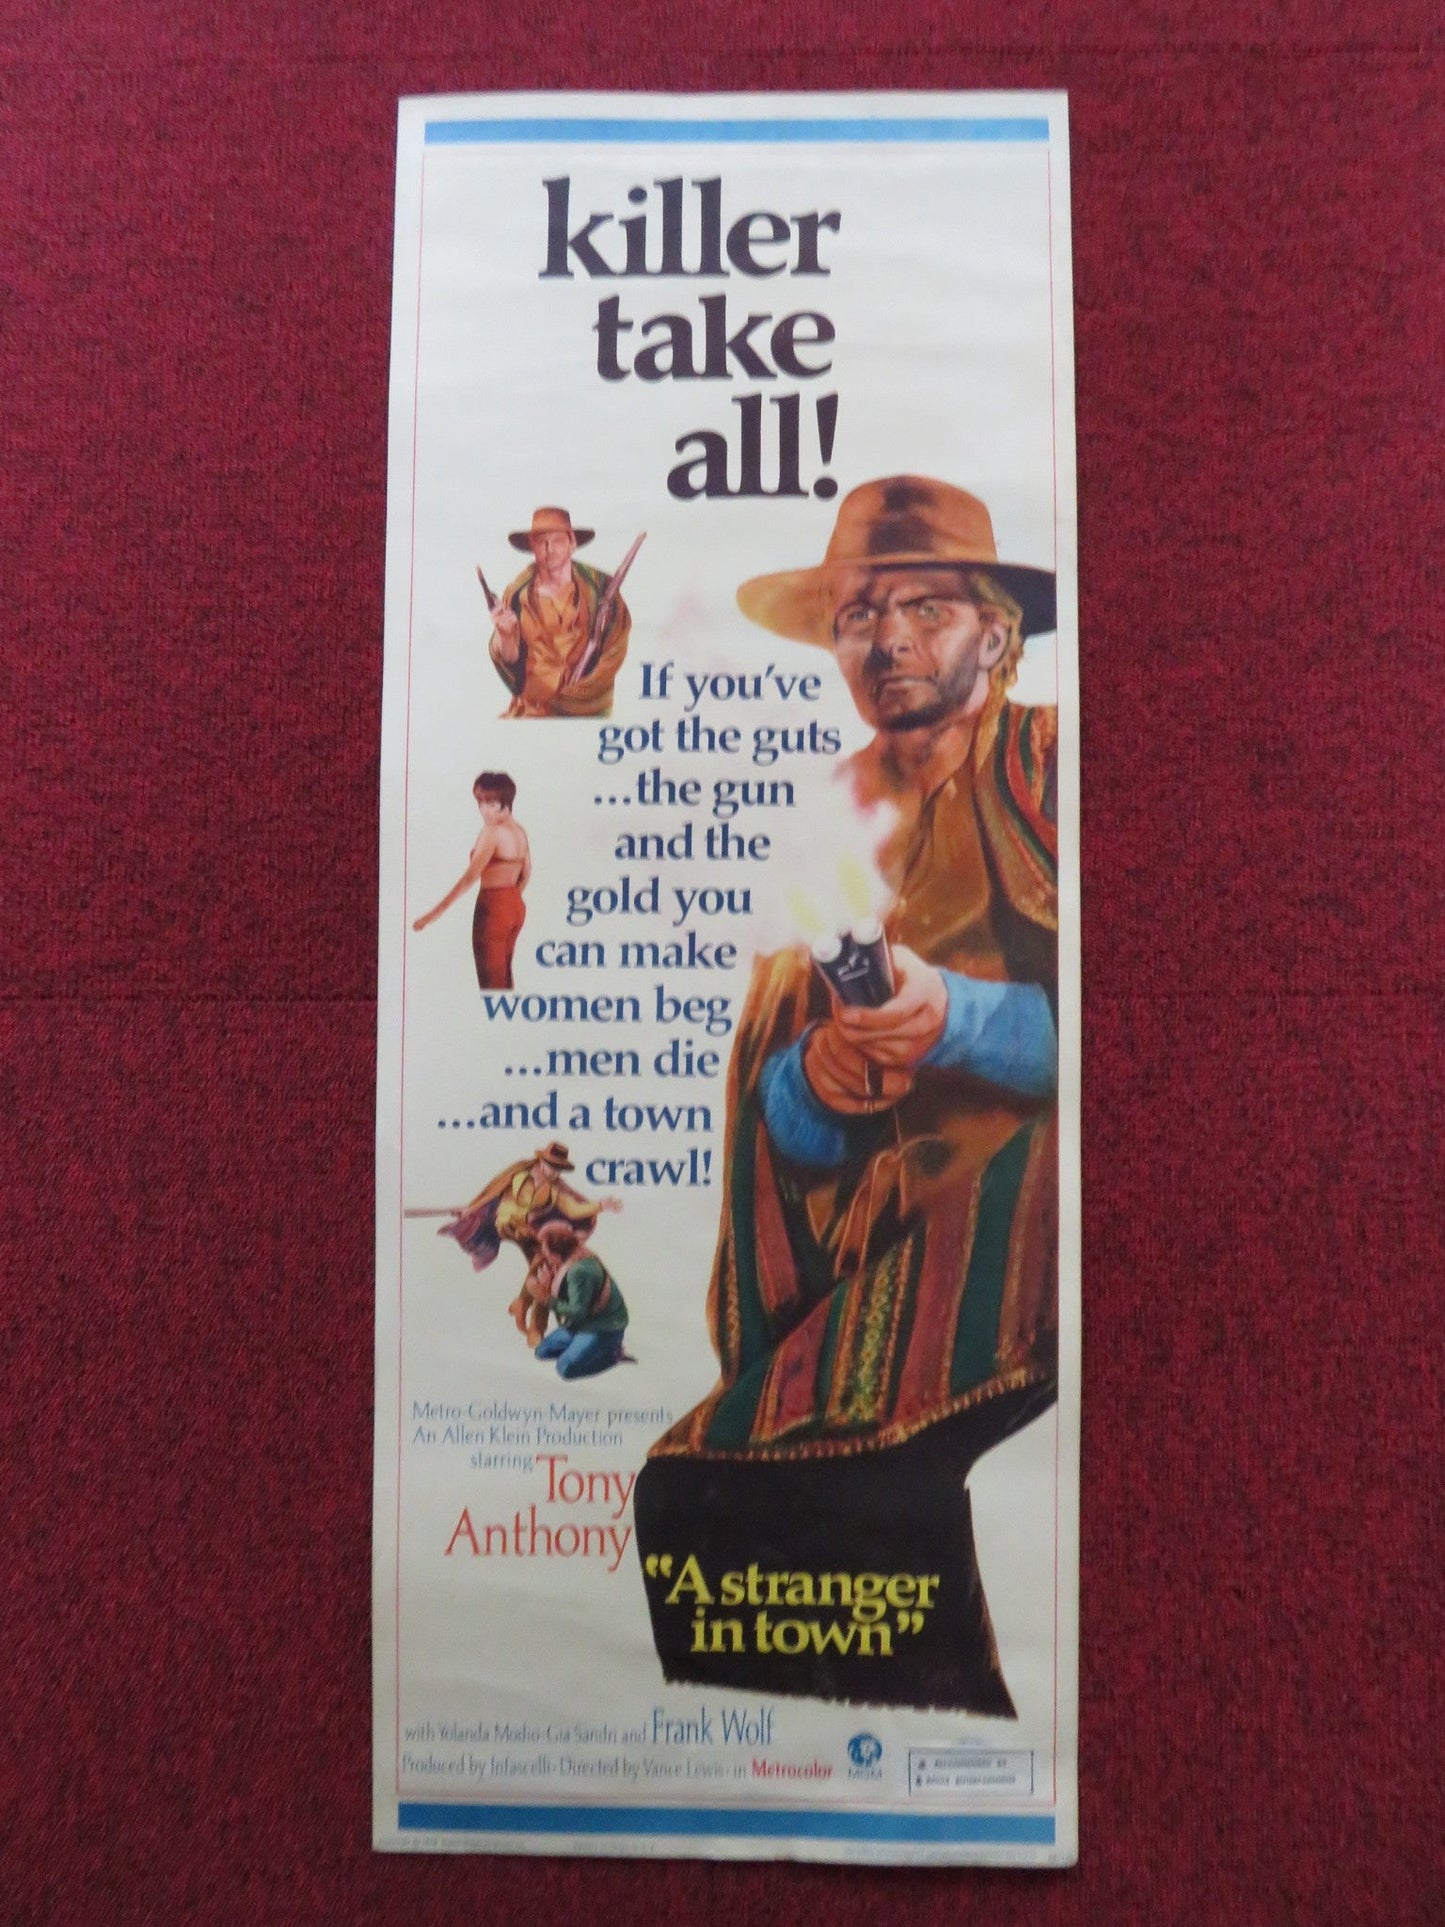 killer
take
all!
If you've
got the guts
...the gun
and the
gold you
can make
women beg
...men die
...and a town
crawl!
Metro-Goldwyn-Mayer presents
An Allen Klein Production
starring Tony
Anthony
“A stranger
in town”
with Yolanda Modio·Gia Sandri and Frank Wolf
Produced by Infascelli·Directed by Vance Lewis·in Metrocolor
MGM